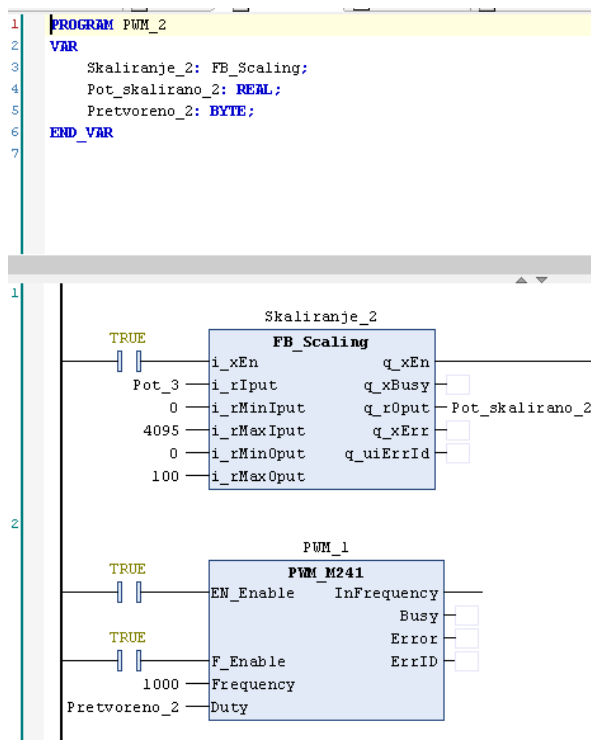 1 PROGRAM PWM_2
2 VAR
3 Skaliranje_2: FB_Scaling;
4 Pot_skalirano_2: REAL;
5 Pretvoreno_2: BYTE;
6 END_VAR
7
1
Skaliranje_2
TRUE FB_Scaling
i_xEn q_xEn
Pot_3 i_rIput q_xBusy
0 i_rMinIput q_rOput Pot_skalirano_2
4095 i_rMaxIput q_xErr
0 i_rMinOput q_uiErrId
100 i_rMaxOput
2
PWM_1
TRUE PWM_M241
EN_Enable InFrequency
Busy
TRUE Error
F_Enable ErrID
1000 Frequency
Pretvoreno_2 Duty